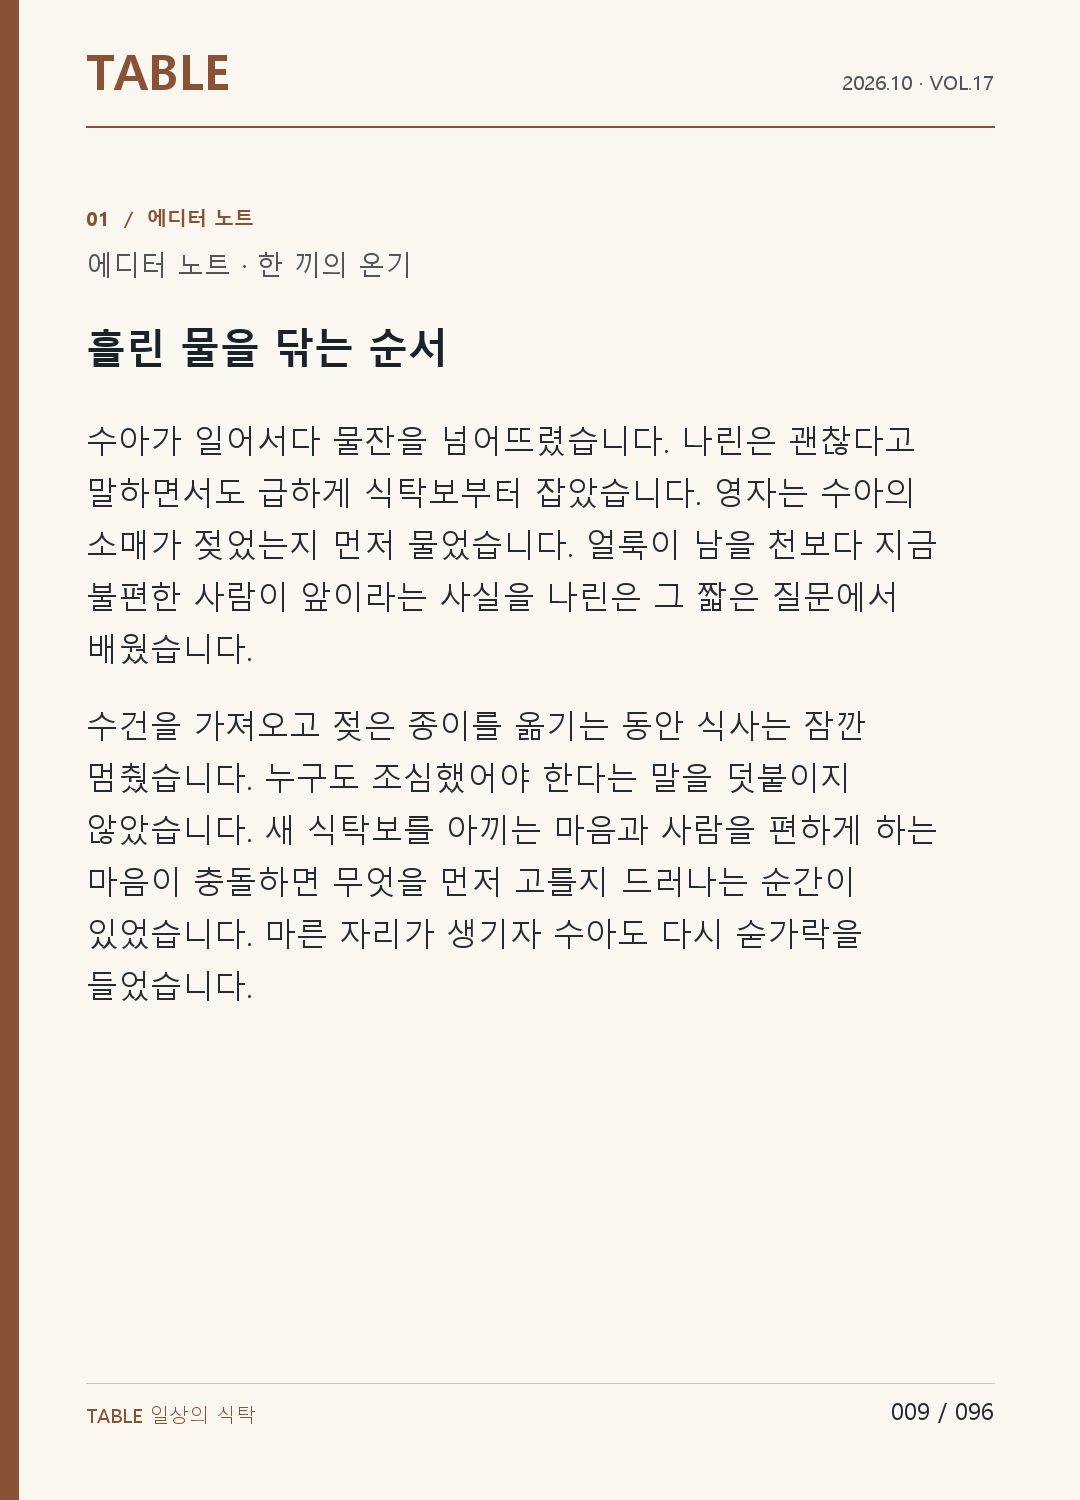 TABLE
2026.10 · VOL.17
01 / 에디터 노트
에디터 노트 · 한 끼의 온기
흘린 물을 닦는 순서
수아가 일어서다 물잔을 넘어뜨렸습니다. 나린은 괜찮다고
말하면서도 급하게 식탁보부터 잡았습니다. 영자는 수아의
소매가 젖었는지 먼저 물었습니다. 얼룩이 남을 천보다 지금
불편한 사람이 앞이라는 사실을 나린은 그 짧은 질문에서
배웠습니다.
수건을 가져오고 젖은 종이를 옮기는 동안 식사는 잠깐
멈췄습니다. 누구도 조심했어야 한다는 말을 덧붙이지
않았습니다. 새 식탁보를 아끼는 마음과 사람을 편하게 하는
마음이 충돌하면 무엇을 먼저 고를지 드러나는 순간이
있었습니다. 마른 자리가 생기자 수아도 다시 숟가락을
들었습니다.
TABLE 일상의 식탁
009 / 096